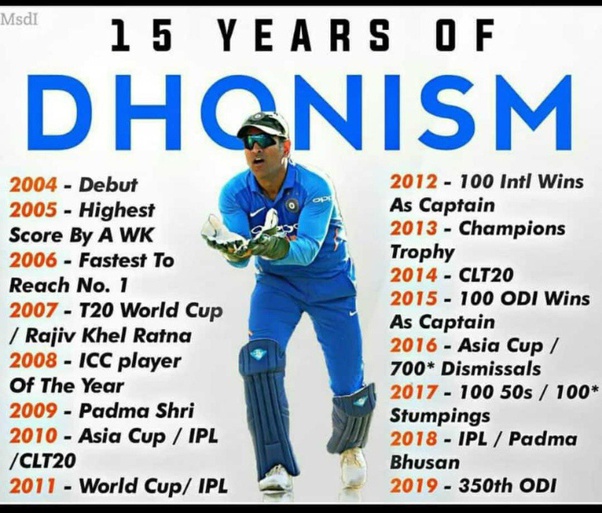 MsdI
15 YEARS OF
DHONISM
2004 - Debut
2005 - Highest
Score By A WK
2006 - Fastest To
Reach No. 1
2007 - T20 World Cup
/ Rajiv Khel Ratna
2008 - ICC player
Of The Year
2009 - Padma Shri
2010 - Asia Cup / IPL
/CLT20
2011 - World Cup/ IPL
2012 - 100 Intl Wins
As Captain
2013 - Champions
Trophy
2014 - CLT20
2015 - 100 ODI Wins
As Captain
2016 - Asia Cup /
700* Dismissals
2017 - 100 50s / 100*
Stumpings
2018 - IPL / Padma
Bhusan
2019 - 350th ODI